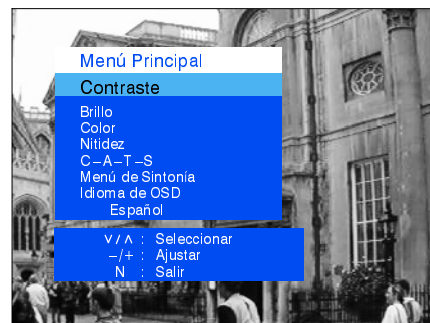 Menú Principal
Contraste
Brillo
Color
Nitidez
C–A–T–S
Menú de Sintonía
Idioma de OSD
Español
∨/∧ : Seleccionar
–/+ : Ajustar
N : Salir